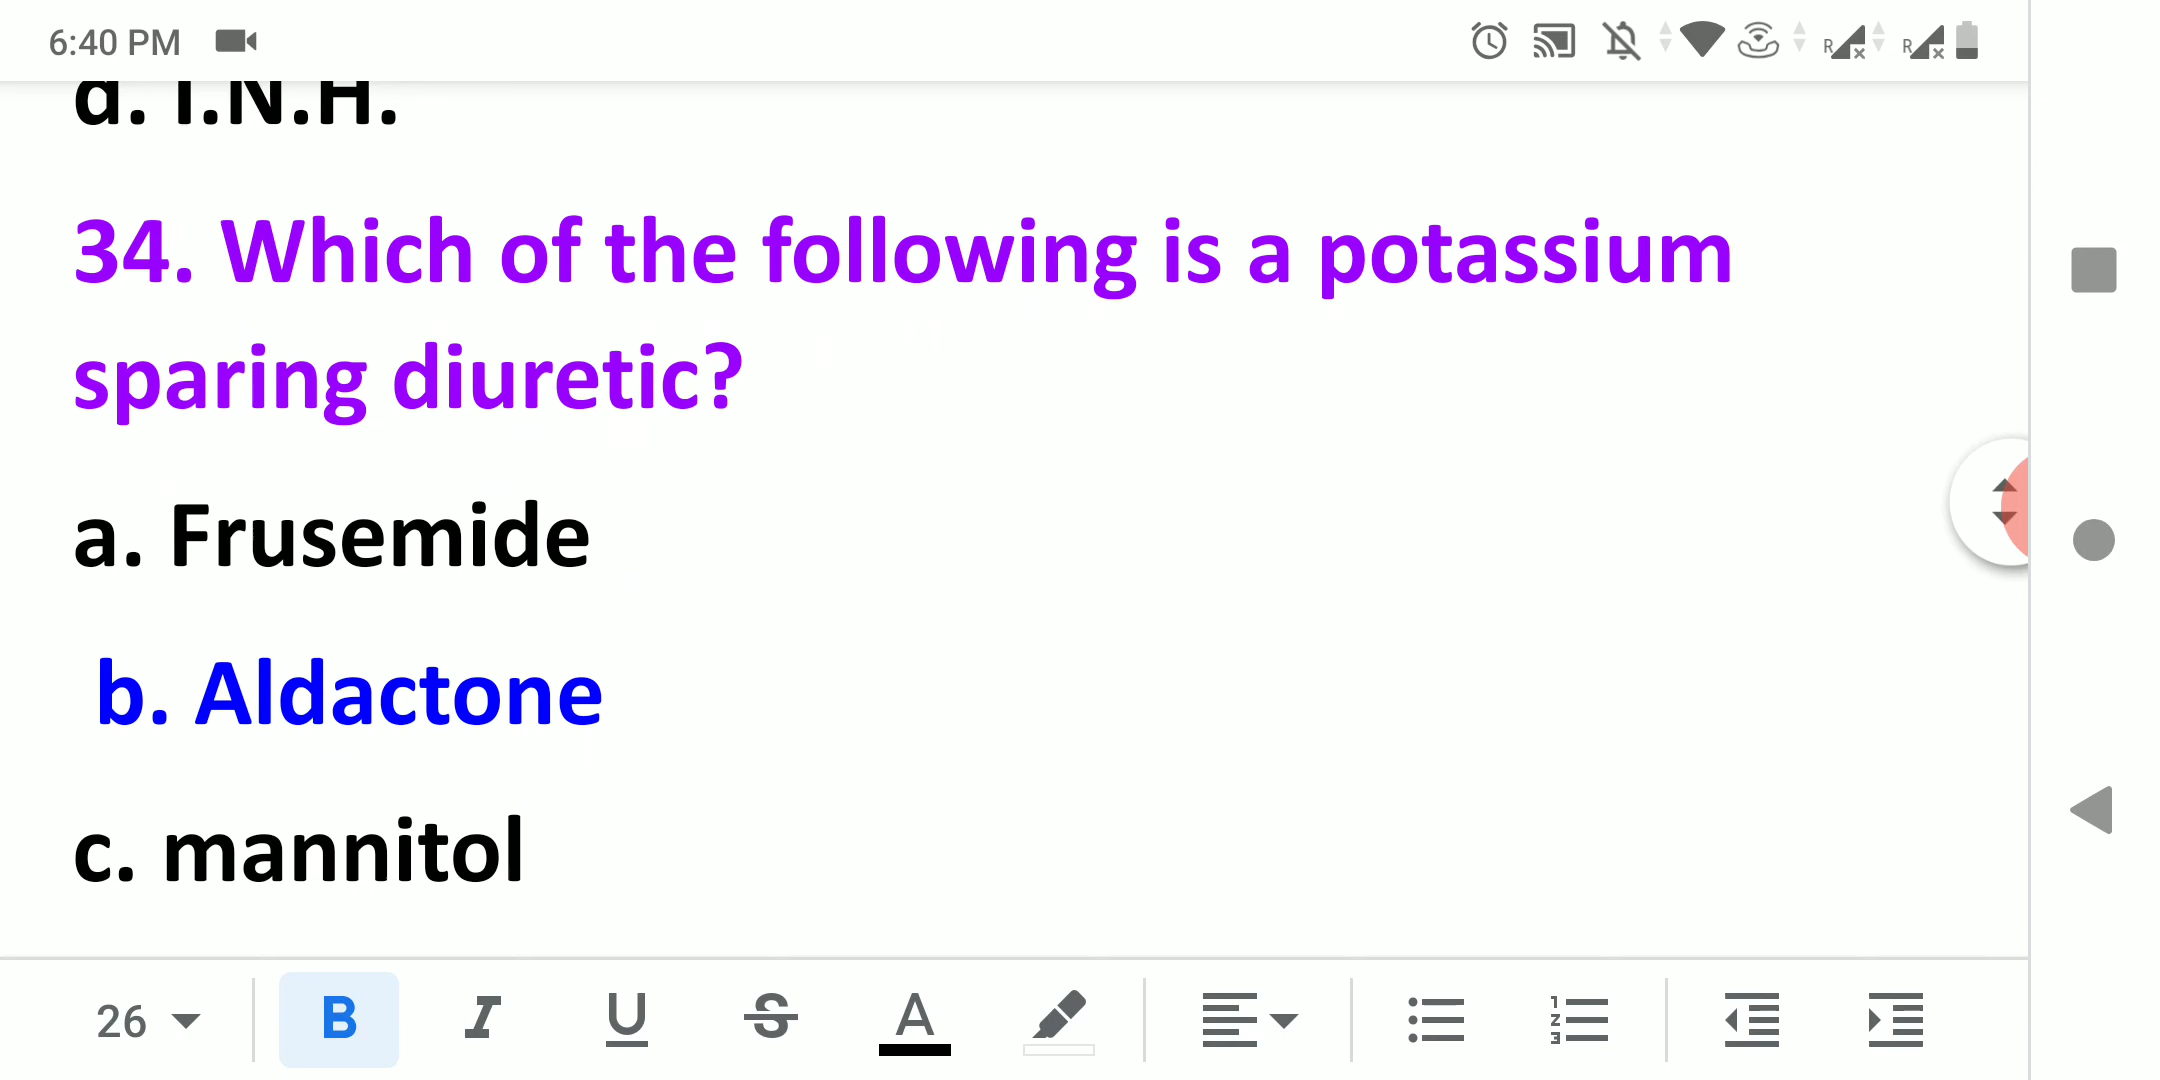 6:40 PM
R R
d. I.N.H.
34. Which of the following is a potassium
sparing diuretic?
a. Frusemide
b. Aldactone
c. mannitol
26 B I U S A